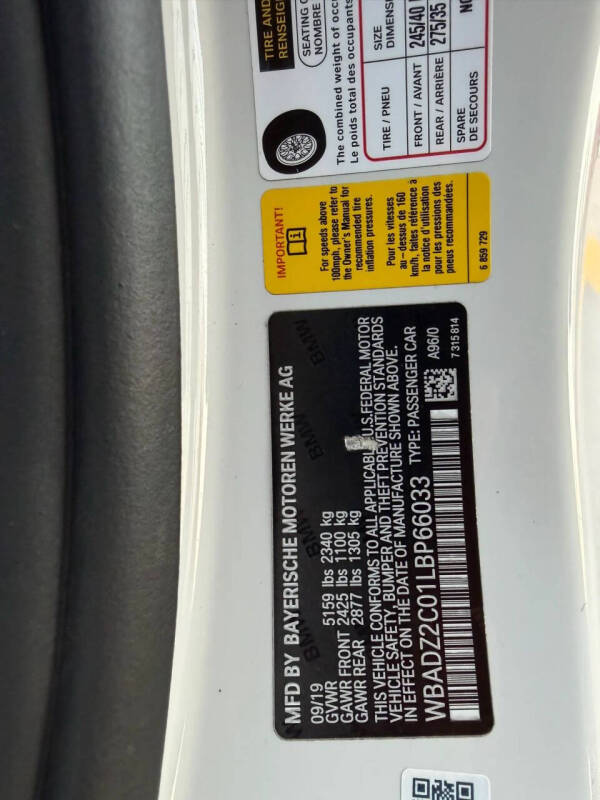 MFD BY BAYERISCHE MOTOREN WERKE AG
09/19
GVWR 5159 lbs 2340 kg
GAWR FRONT 2425 lbs 1100 kg
GAWR REAR 2877 lbs 1305 kg
THIS VEHICLE CONFORMS TO ALL APPLICABLE U.S.FEDERAL MOTOR
VEHICLE SAFETY, BUMPER AND THEFT PREVENTION STANDARDS
IN EFFECT ON THE DATE OF MANUFACTURE SHOWN ABOVE.
WBADZ2C01LBP66033 TYPE: PASSENGER CAR
A96/0
7 315 814
BMW
BMW
BMW
BMW
IMPORTANT!
For speeds above
100mph, please refer to
the Owner's Manual for
recommended tire
inflation pressures.
Pour les vitesses
au - dessus de 160
km/h, faites référence à
la notice d'utilisation
pour les pressions des
pneus recommandées.
6 859 729
TIRE AND
SEATING
NOMBRE
The combined weight of
Le poids total des occupants
TIRE / PNEU SIZE
FRONT / AVANT 245/40
REAR / ARRIÈRE 275/35
SPARE
DE SECOURS